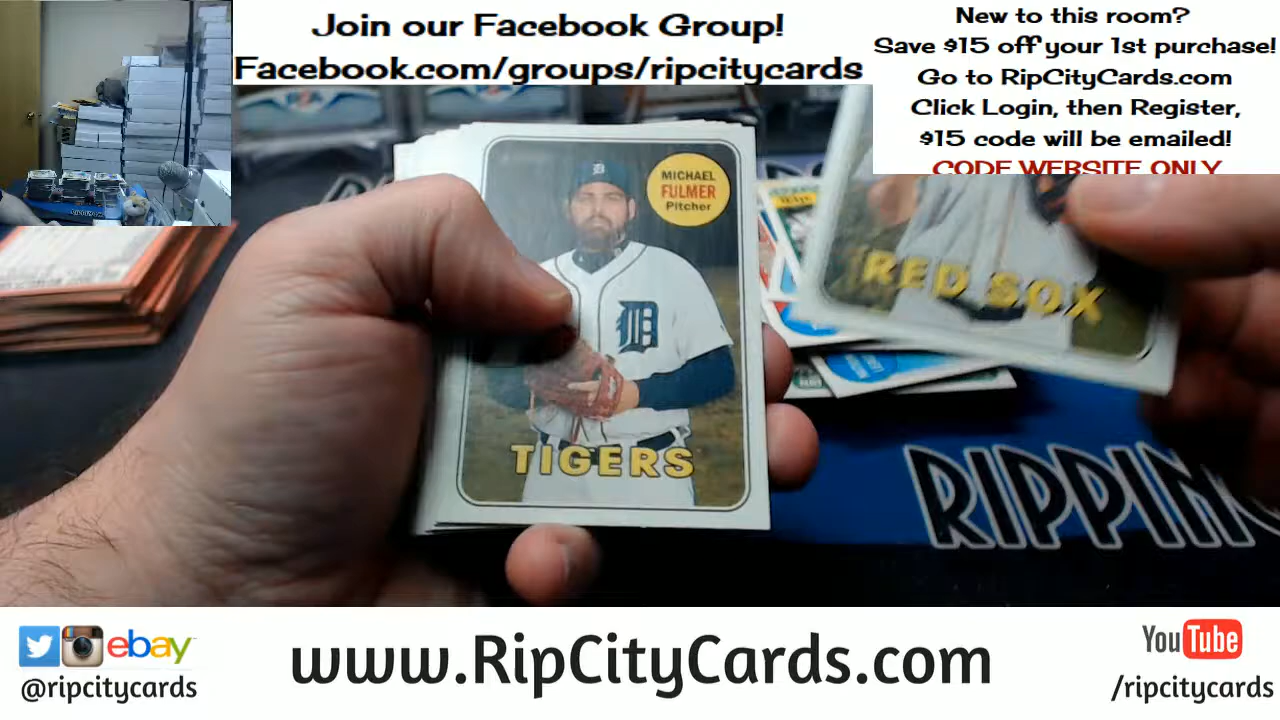 Join our Facebook Group!
Facebook.com/groups/ripcitycards
New to this room?
Save $15 off your 1st purchase!
Go to RipCityCards.com
Click Login, then Register,
$15 code will be emailed!
CODE WEBSITE ONLY
MICHAEL
FULMER
Pitcher
D
D
TIGERS
RED SOX
RIPPIN
ebay
@ripcitycards
www.RipCityCards.com
YouTube
/ripcitycards